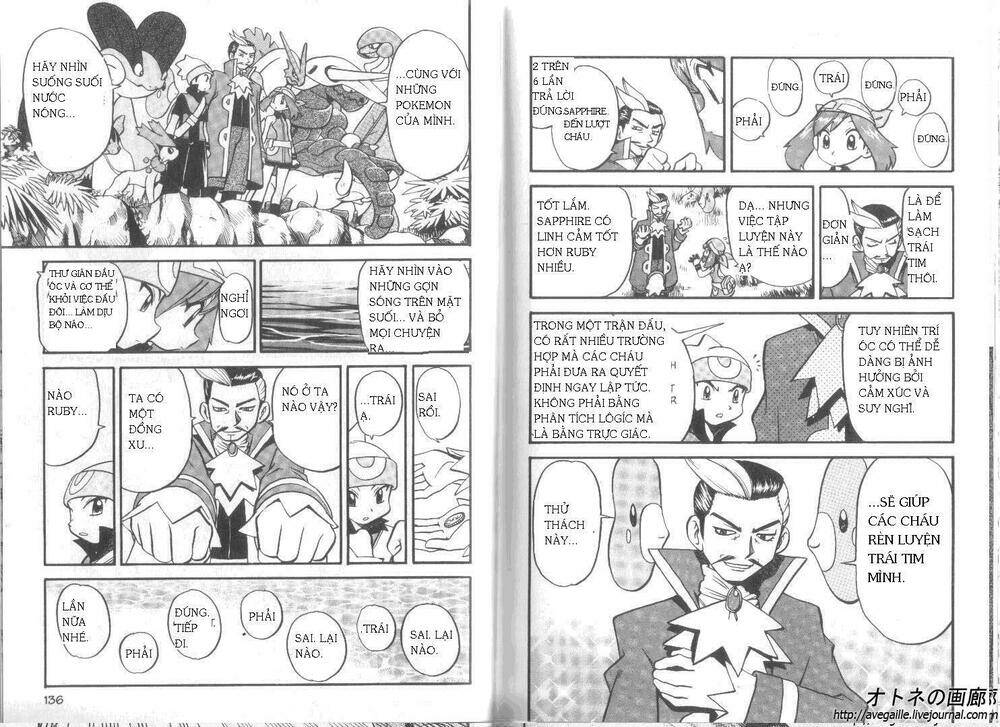 HÃY NHÌN
SUỐNG SUỐI
NƯỚC
NÓNG...
...CÙNG VỚI
NHỮNG
POKEMON
CỦA MÌNH.
THƯ GIÃN ĐẦU
ÓC VÀ CƠ THỂ
KHỎI VIỆC ĐẤU
ĐÔI... LÀM DỊU
BỘ NÃO...
NGHỈ
NGƠI
HÃY NHÌN VÀO
NHỮNG GỢN
SÓNG TRÊN MẶT
SUỐI... VÀ BỎ
MỌI CHUYỆN
RA...
NÀO
RUBY...
TA CÓ
MỘT
ĐỒNG
XU...
NÓ Ở TA
NÀO VẬY?
...TRÁI
Ạ.
SAI
RỒI.
LẦN
NỮA
NHÉ.
PHẢI
ĐÚNG.
TIẾP
ĐI.
PHẢI
SAI. LẠI
NÀO.
TRÁI
SAI. LẠI
NÀO.
136
2 TRÊN
6 LẦN
TRẢ LỜI
ĐÚNG.
SAPPHIRE.
ĐẾN LƯỢT
CHÁU.
PHẢI
ĐÚNG.
TRÁI
ĐÚNG.
PHẢI
ĐÚNG.
TỐT LẮM.
SAPPHIRE CÓ
LINH CẢM TỐT
HƠN RUBY
NHIỀU.
DẠ... NHƯNG
VIỆC TẬP
LUYỆN NÀY
LÀ THẾ NÀO
Ạ?
ĐƠN
GIẢN...
LÀ ĐỂ
LÀM
SẠCH
TRÁI
TIM
THÔI.
TRONG MỘT TRẬN ĐẤU,
CÓ RẤT NHIỀU TRƯỜNG
HỢP MÀ CÁC CHÁU
PHẢI ĐƯA RA QUYẾT
ĐỊNH NGAY LẬP TỨC.
KHÔNG PHẢI BẰNG
PHÂN TÍCH LÓGÍC MÀ
LÀ BẰNG TRỰC GIÁC.
TUY NHIÊN TRÍ
ÓC CÓ THỂ DỄ
DÀNG BỊ ẢNH
HƯỞNG BỞI
CẢM XÚC VÀ
SUY NGHĨ.
THỬ
THÁCH
NÀY...
...SẼ GIÚP
CÁC CHÁU
RÈN LUYỆN
TRÁI TIM
MÌNH.
オトネの画廊
http://avegaille.livejournal.com